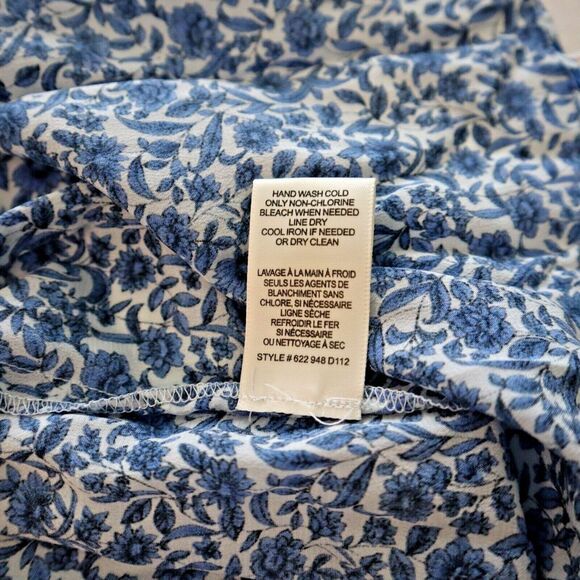 HAND WASH COLD
ONLY NON-CHLORINE
BLEACH WHEN NEEDED
LINE DRY
COOL IRON IF NEEDED
OR DRY CLEAN
LAVAGE À LA MAIN À FROID
SEULS LES AGENTS DE
BLANCHIMENT SANS
CHLORE, SI NÉCESSAIRE
LIGNE SÈCHE
REFROIDIR LE FER
SI NÉCESSAIRE
OU NETTOYAGE À SEC
STYLE # 622 948 D112